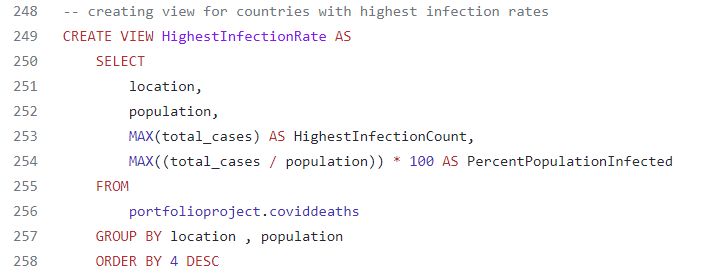 248 -- creating view for countries with highest infection rates
249 CREATE VIEW HighestInfectionRate AS
250 SELECT
251 location,
252 population,
253 MAX(total_cases) AS HighestInfectionCount,
254 MAX((total_cases / population)) * 100 AS PercentPopulationInfected
255 FROM
256 portfolioproject.coviddeaths
257 GROUP BY location , population
258 ORDER BY 4 DESC